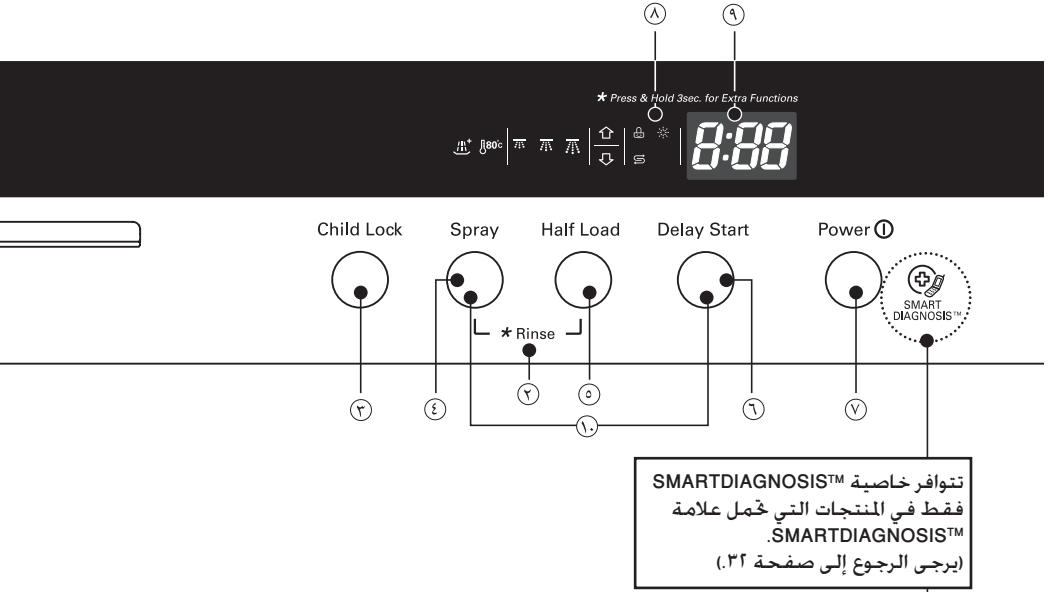 ٨ ٩
* Press & Hold 3sec. for Extra Functions
80°c 8:88
Child Lock Spray Half Load Delay Start Power
SMART
DIAGNOSIS™
* Rinse
٣ ٤ ٢ ٥ ٦ ٧
١٠
تتوافر خاصية SMARTDIAGNOSIS™
فقط في المنتجات التي تحمل علامة
SMARTDIAGNOSIS™.
(يرجى الرجوع إلى صفحة ٣٢.)